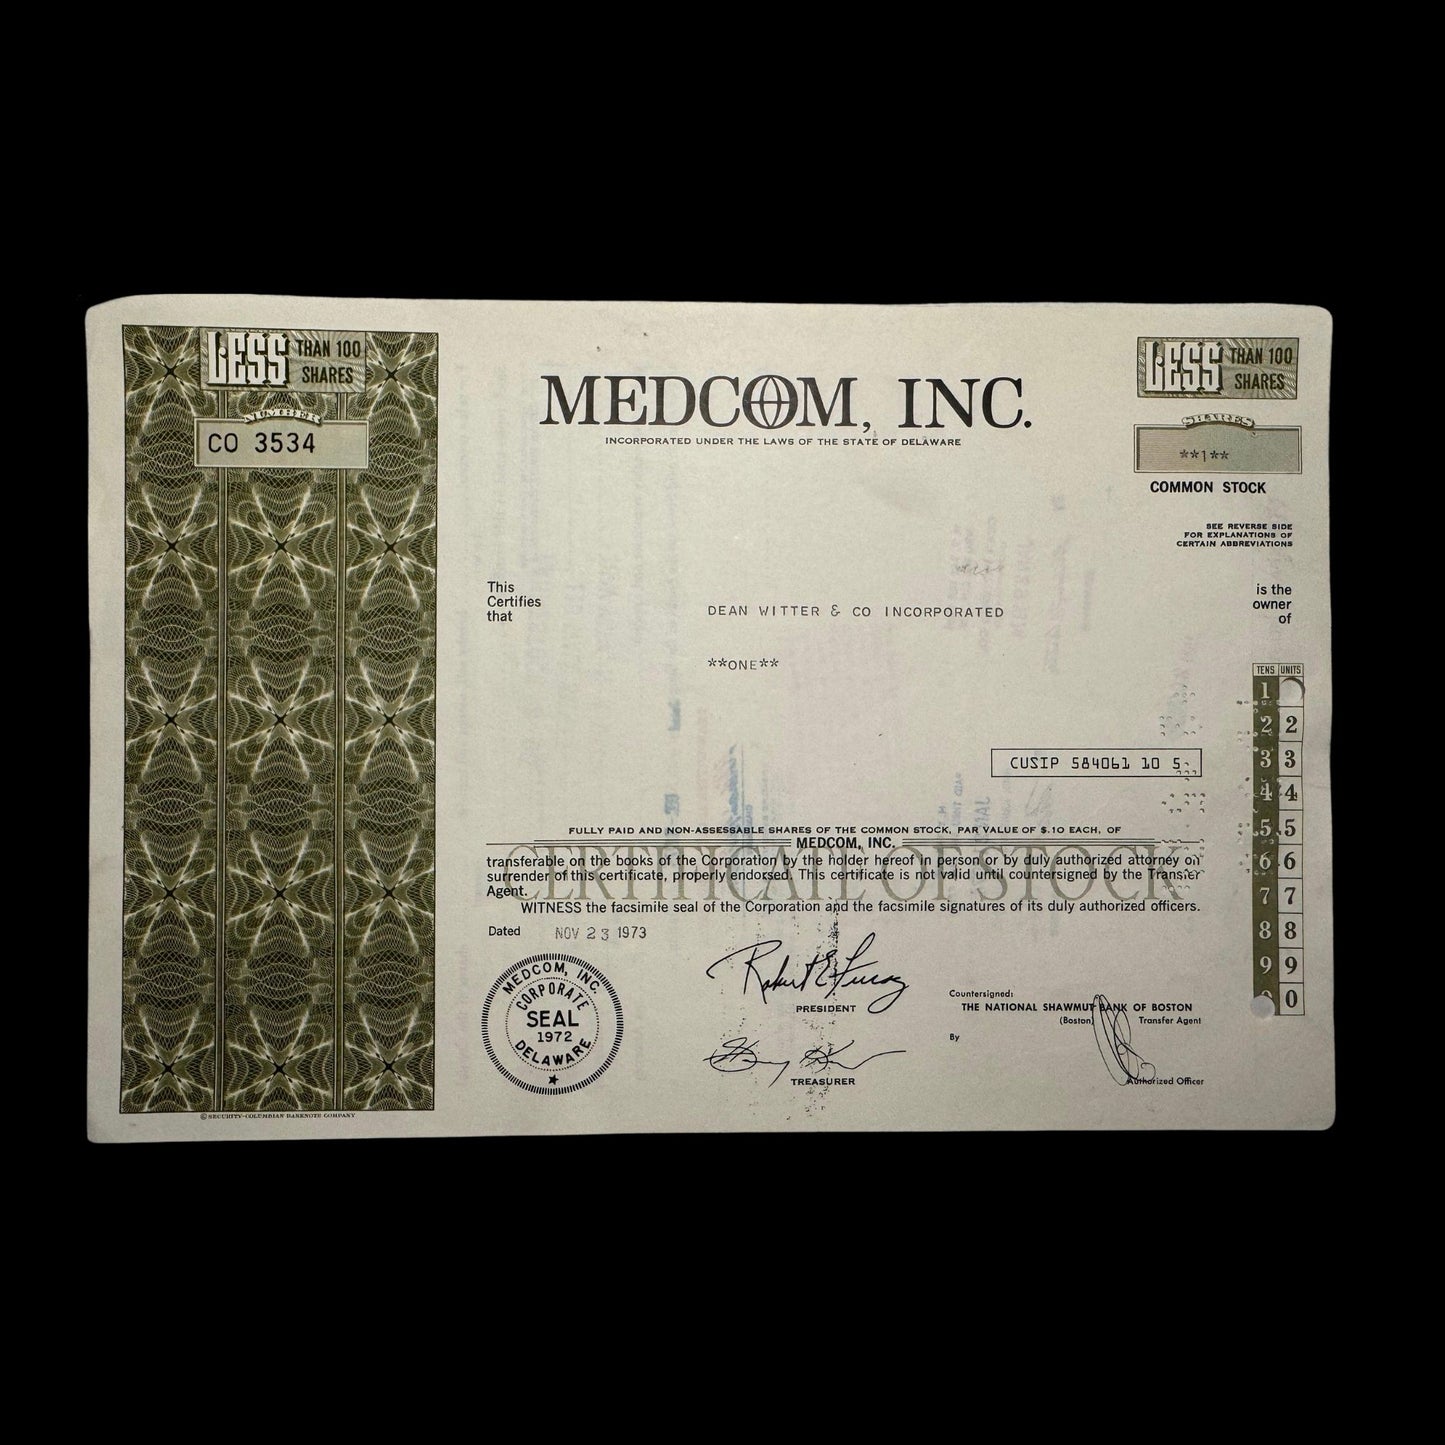 LESS THAN 100 SHARES
NUMBER
CO 3534
MEDCOM, INC.
INCORPORATED UNDER THE LAWS OF THE STATE OF DELAWARE
LESS THAN 100 SHARES
SHARES
**1**
COMMON STOCK
SEE REVERSE SIDE
FOR EXPLANATIONS OF
CERTAIN ABBREVIATIONS
This
Certifies
that
DEAN WITTER & CO INCORPORATED
**ONE**
is the
owner
of
TENS UNITS
1
2 2
3 3
4 4
5 5
6 6
7 7
8 8
9 9
0 0
CUSIP 584061 10 5
FULLY PAID AND NON-ASSESSABLE SHARES OF THE COMMON STOCK, PAR VALUE OF $.10 EACH, OF
MEDCOM, INC.
CERTIFICATE OF STOCK
transferable on the books of the Corporation by the holder hereof in person or by duly authorized attorney on
surrender of this certificate, properly endorsed. This certificate is not valid until countersigned by the Transfer
Agent.
WITNESS the facsimile seal of the Corporation and the facsimile signatures of its duly authorized officers.
Dated NOV 23 1973
MEDCOM, INC.
CORPORATE
SEAL
1972
DELAWARE
PRESIDENT
TREASURER
Countersigned:
THE NATIONAL SHAWMUT BANK OF BOSTON
(Boston) Transfer Agent
By
Authorized Officer
© SECURITY-COLUMBIAN BANKNOTE COMPANY